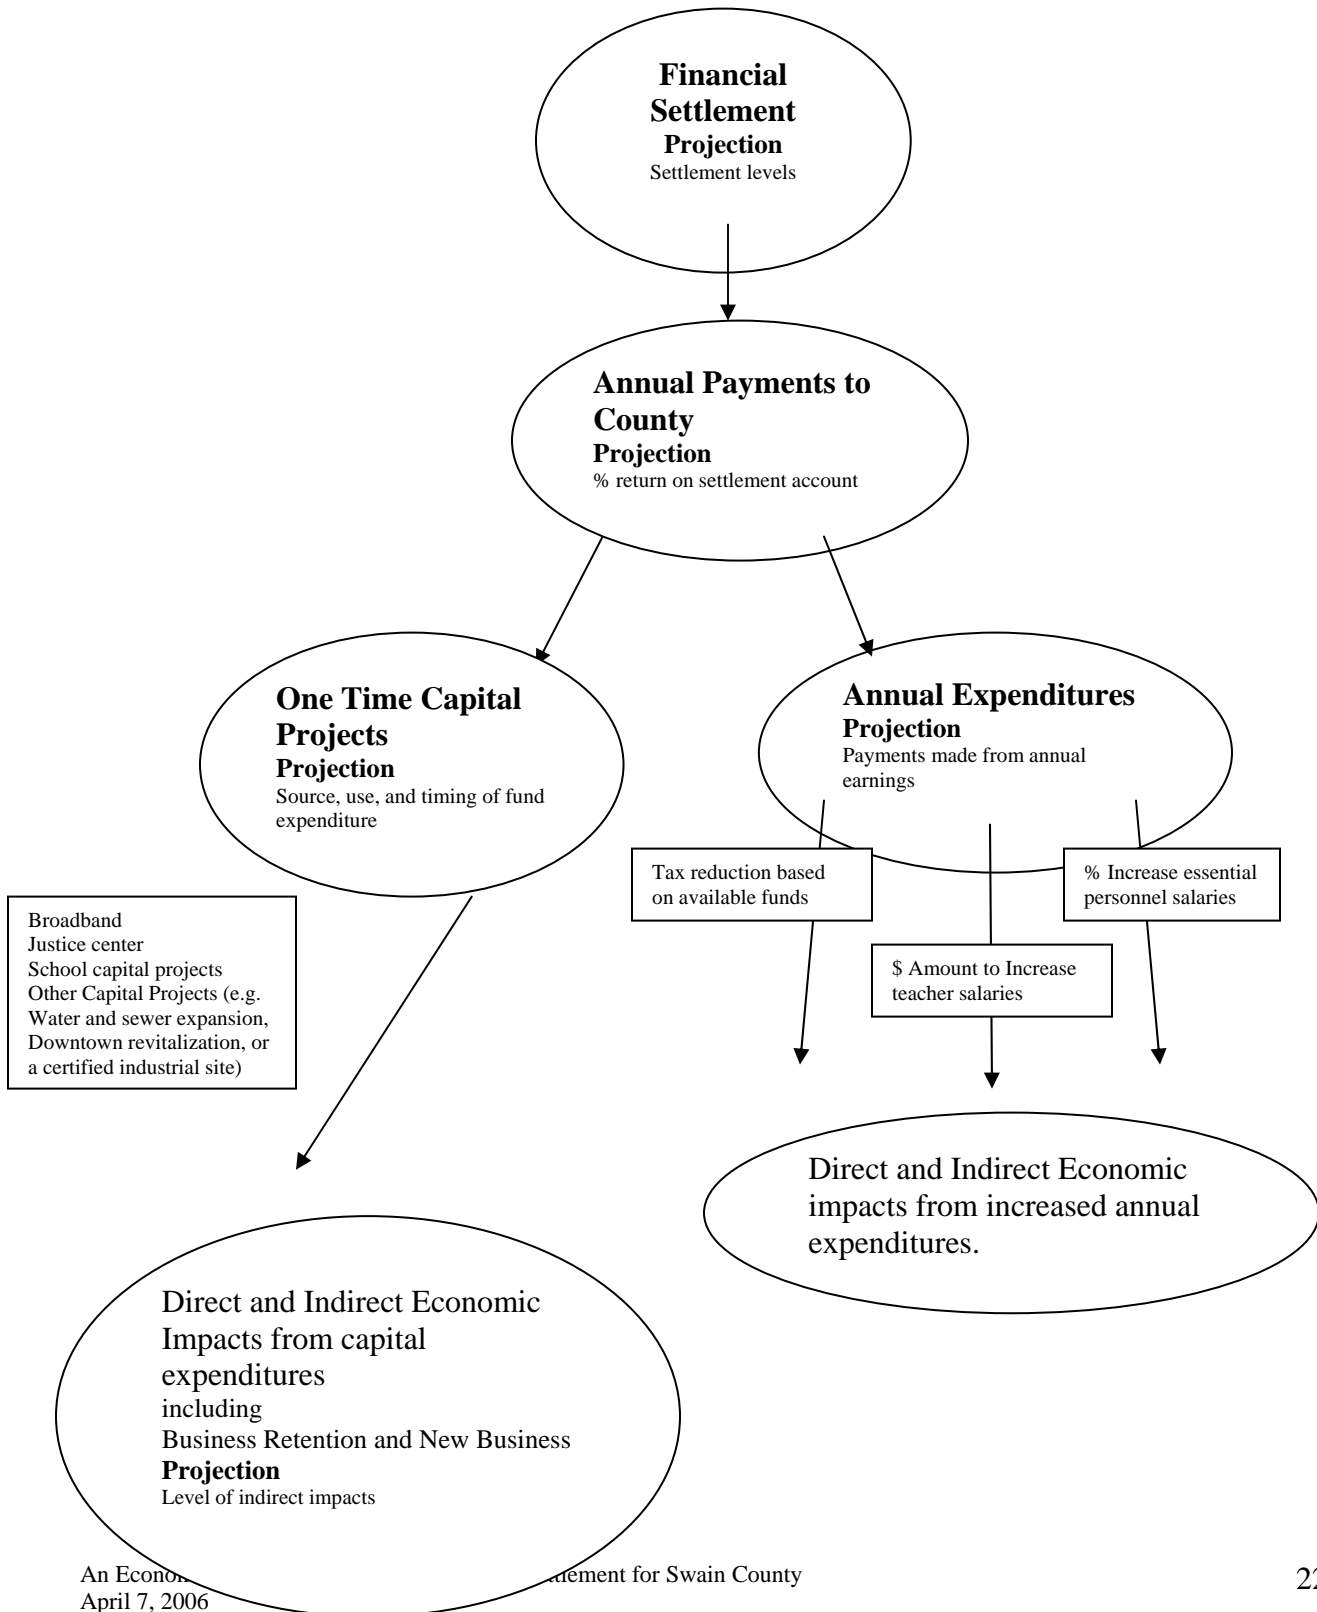 Financial
Settlement
Projection
Settlement levels
Annual Payments to
County
Projection
% return on settlement account
One Time Capital
Projects
Projection
Source, use, and timing of fund
expenditure
Annual Expenditures
Projection
Payments made from annual
earnings
Broadband
Justice center
School capital projects
Other Capital Projects (e.g.
Water and sewer expansion,
Downtown revitalization, or
a certified industrial site)
Tax reduction based
on available funds
$ Amount to Increase
teacher salaries
% Increase essential
personnel salaries
Direct and Indirect Economic
impacts from increased annual
expenditures.
Direct and Indirect Economic
Impacts from capital
expenditures
including
Business Retention and New Business
Projection
Level of indirect impacts
An for Swain County
April 7, 2006
22